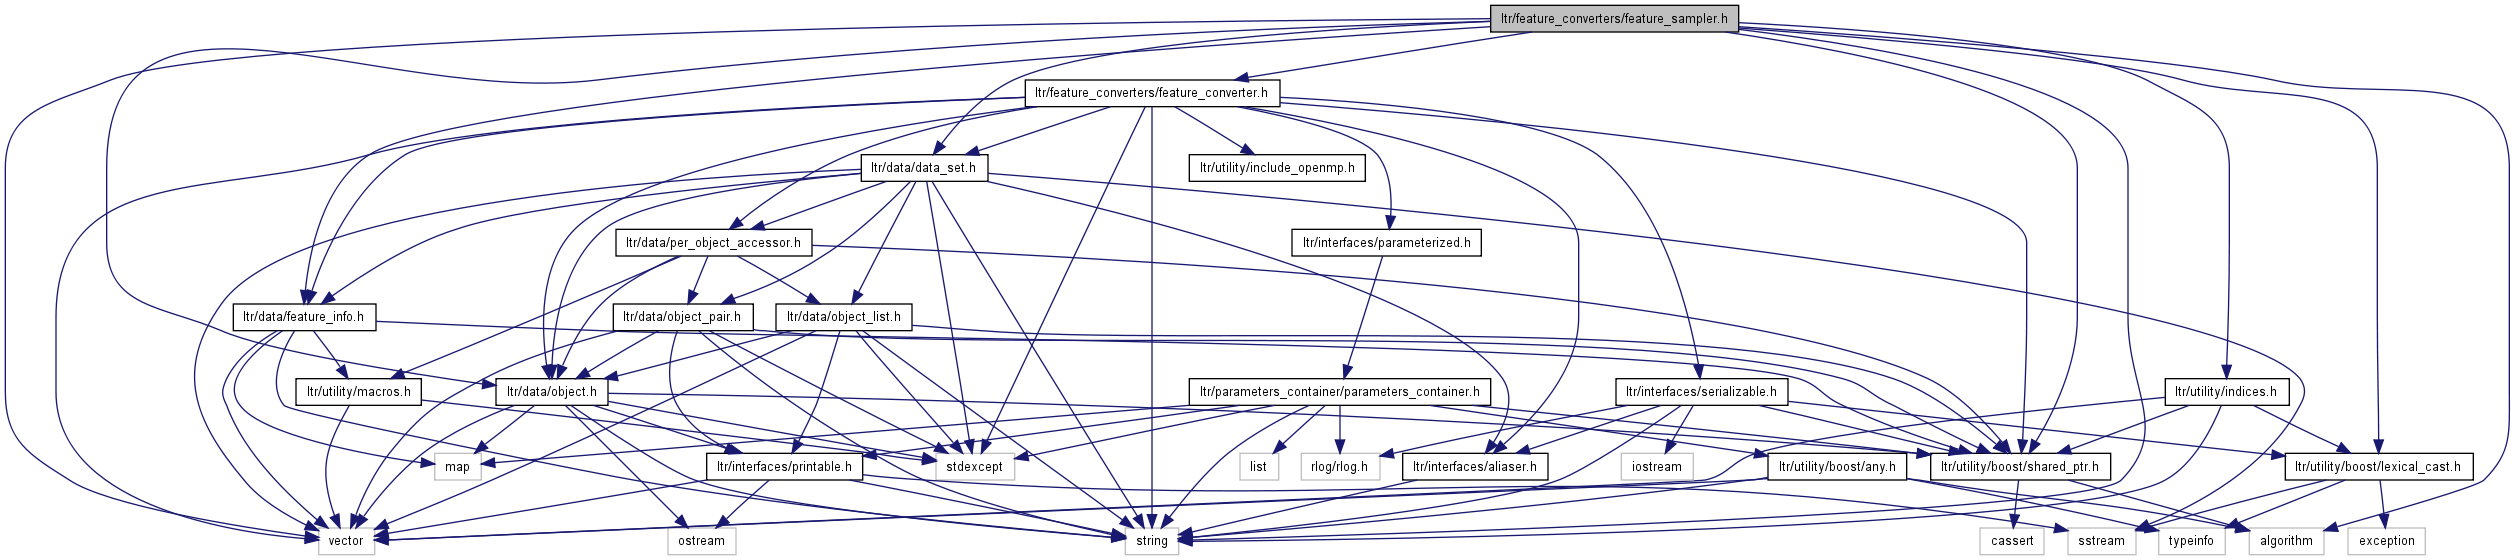 ltr/feature_converters/feature_sampler.h
ltr/feature_converters/feature_converter.h
ltr/data/data_set.h
ltr/utility/include_openmp.h
ltr/data/per_object_accessor.h
ltr/interfaces/parameterized.h
ltr/data/feature_info.h
ltr/data/object_pair.h
ltr/data/object_list.h
ltr/utility/macros.h
ltr/data/object.h
ltr/parameters_container/parameters_container.h
ltr/interfaces/serializable.h
ltr/utility/indices.h
map
ltr/interfaces/printable.h
stdexcept
list
rlog/rlog.h
ltr/interfaces/aliaser.h
iostream
ltr/utility/boost/any.h
ltr/utility/boost/shared_ptr.h
ltr/utility/boost/lexical_cast.h
vector
ostream
string
cassert
sstream
typeinfo
algorithm
exception